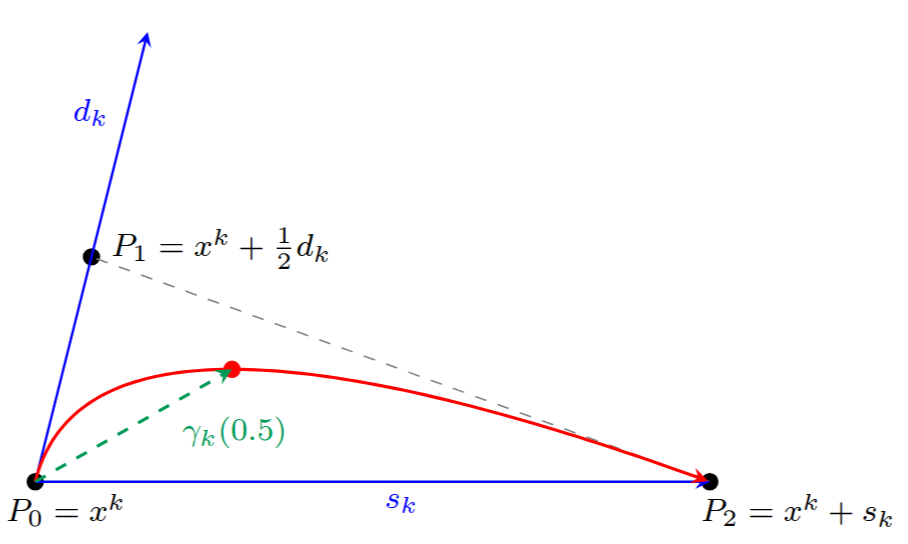 d_k
P_1 = x^k + \frac{1}{2} d_k
γ_k(0.5)
P_0 = x^k
s_k
P_2 = x^k + s_k